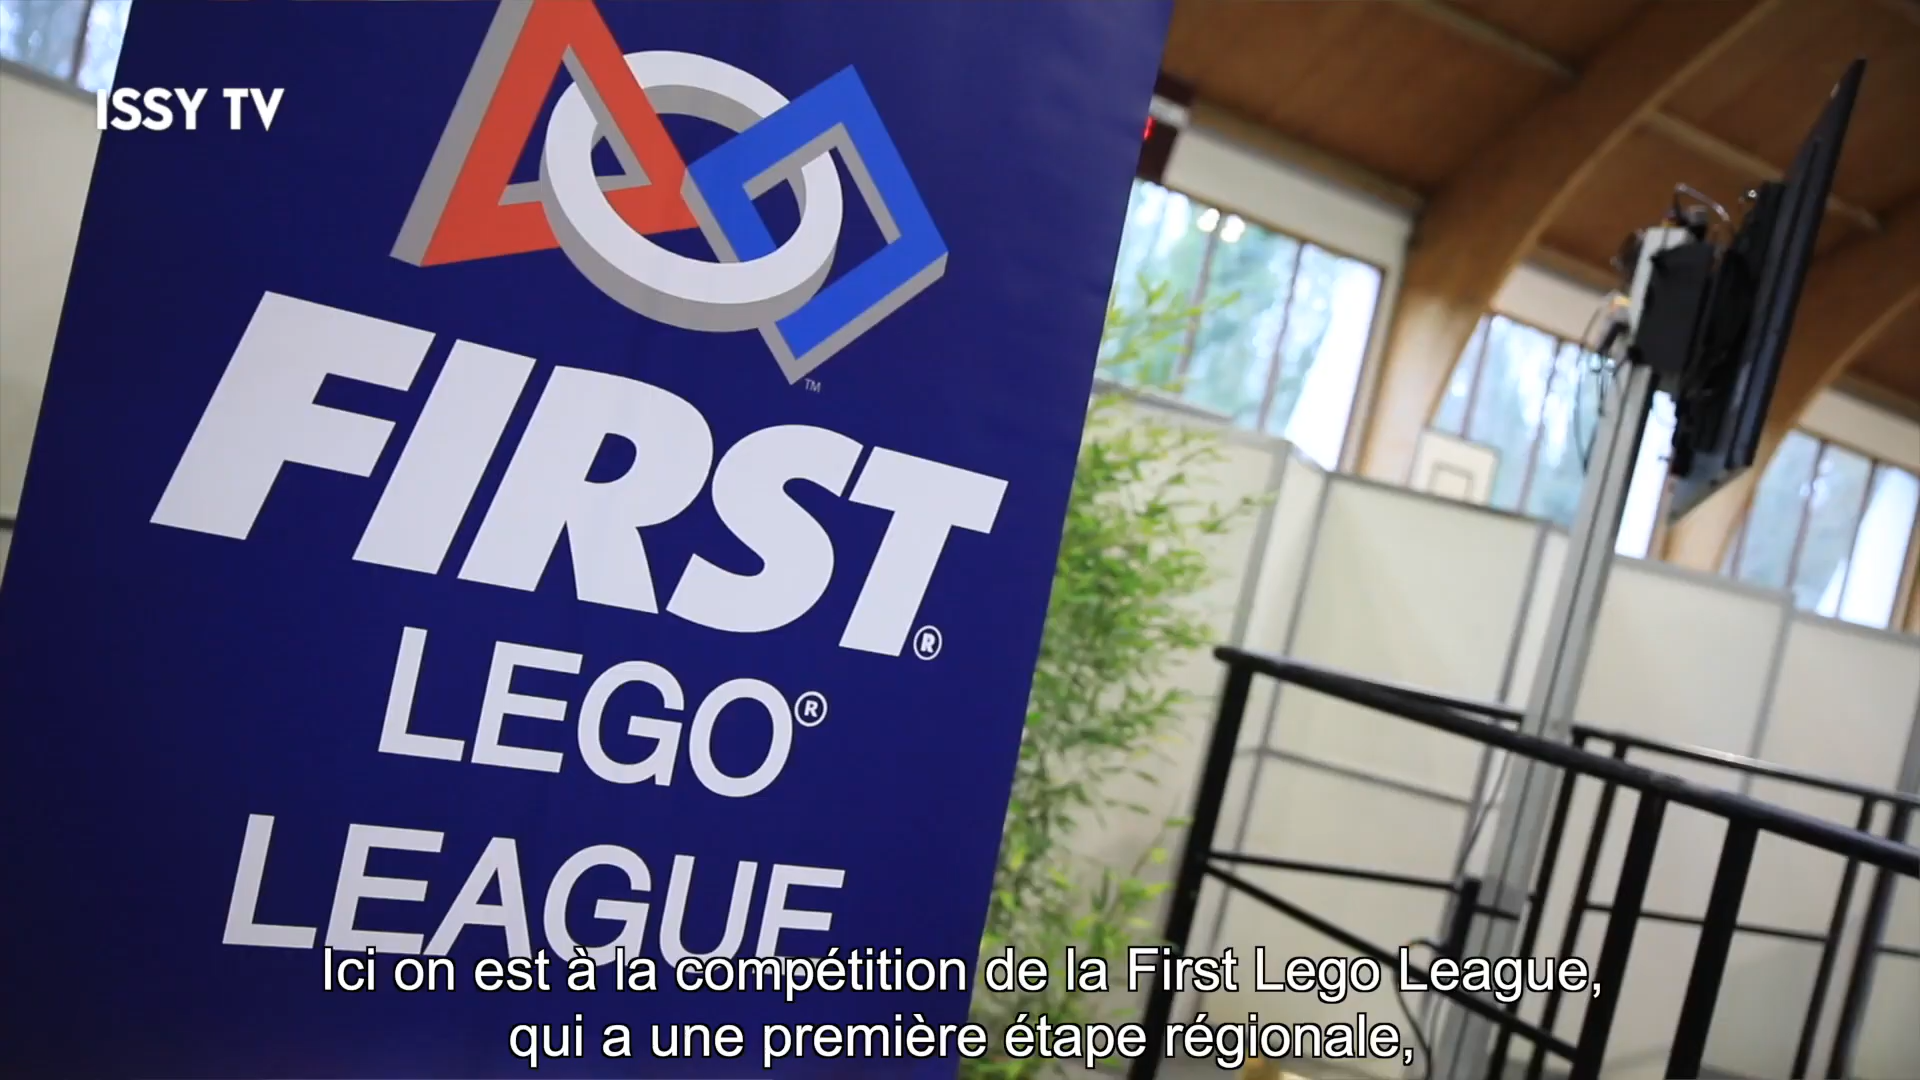 ISSY TV
TM
FIRST®
LEGO®
LEAGUE
Ici on est à la compétition de la First Lego League,
qui a une première étape régionale,